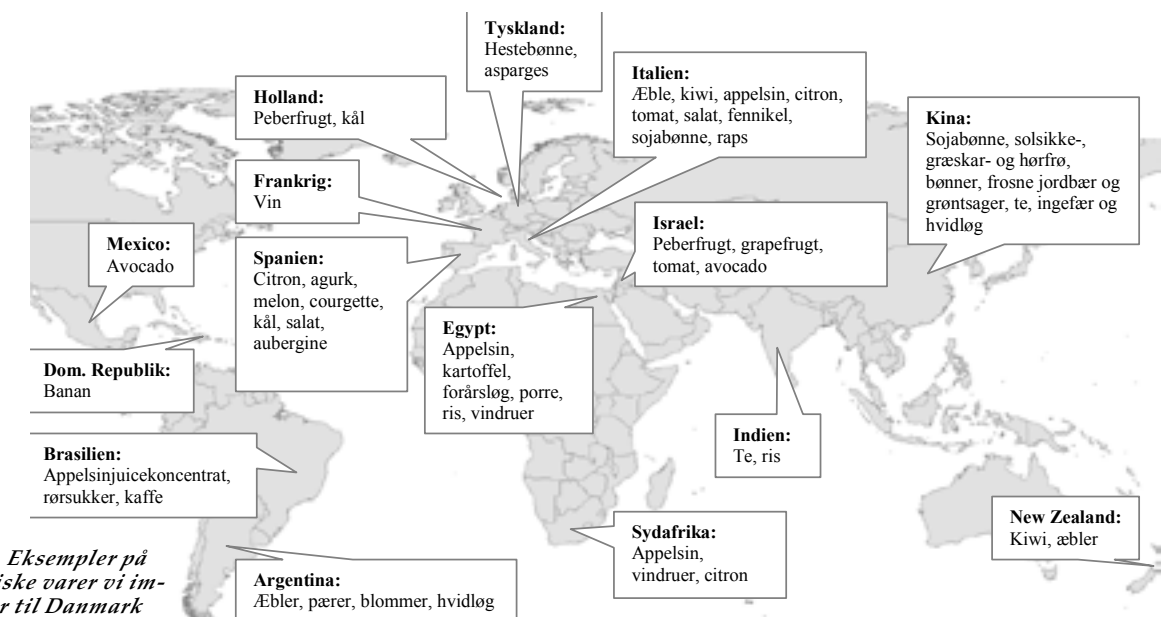 Tyskland:
Hestebønne,
asparges
Italien:
Æble, kiwi, appelsin, citron,
tomat, salat, fennikel,
sojabønne, raps
Holland:
Peberfrugt, kål
Kina:
Sojabønne, solsikke-,
græskar- og hørfrø,
bønner, frosne jordbær og
grøntsager, te, ingefær og
hvidløg
Frankrig:
Vin
Israel:
Peberfrugt, grapefrugt,
tomat, avocado
Mexico:
Avocado
Spanien:
Citron, agurk,
melon, courgette,
kål, salat,
aubergine
Egypt:
Appelsin,
kartoffel,
forårsløg, porre,
ris, vindruer
Dom. Republik:
Banan
Indien:
Te, ris
Brasilien:
Appelsinjuicekoncentrat,
rørsukker, kaffe
New Zealand:
Kiwi, æbler
Sydafrika:
Appelsin,
vindruer, citron
Argentina:
Æbler, pærer, blommer, hvidløg
Eksempler på
iske varer vi im-
r til Danmark